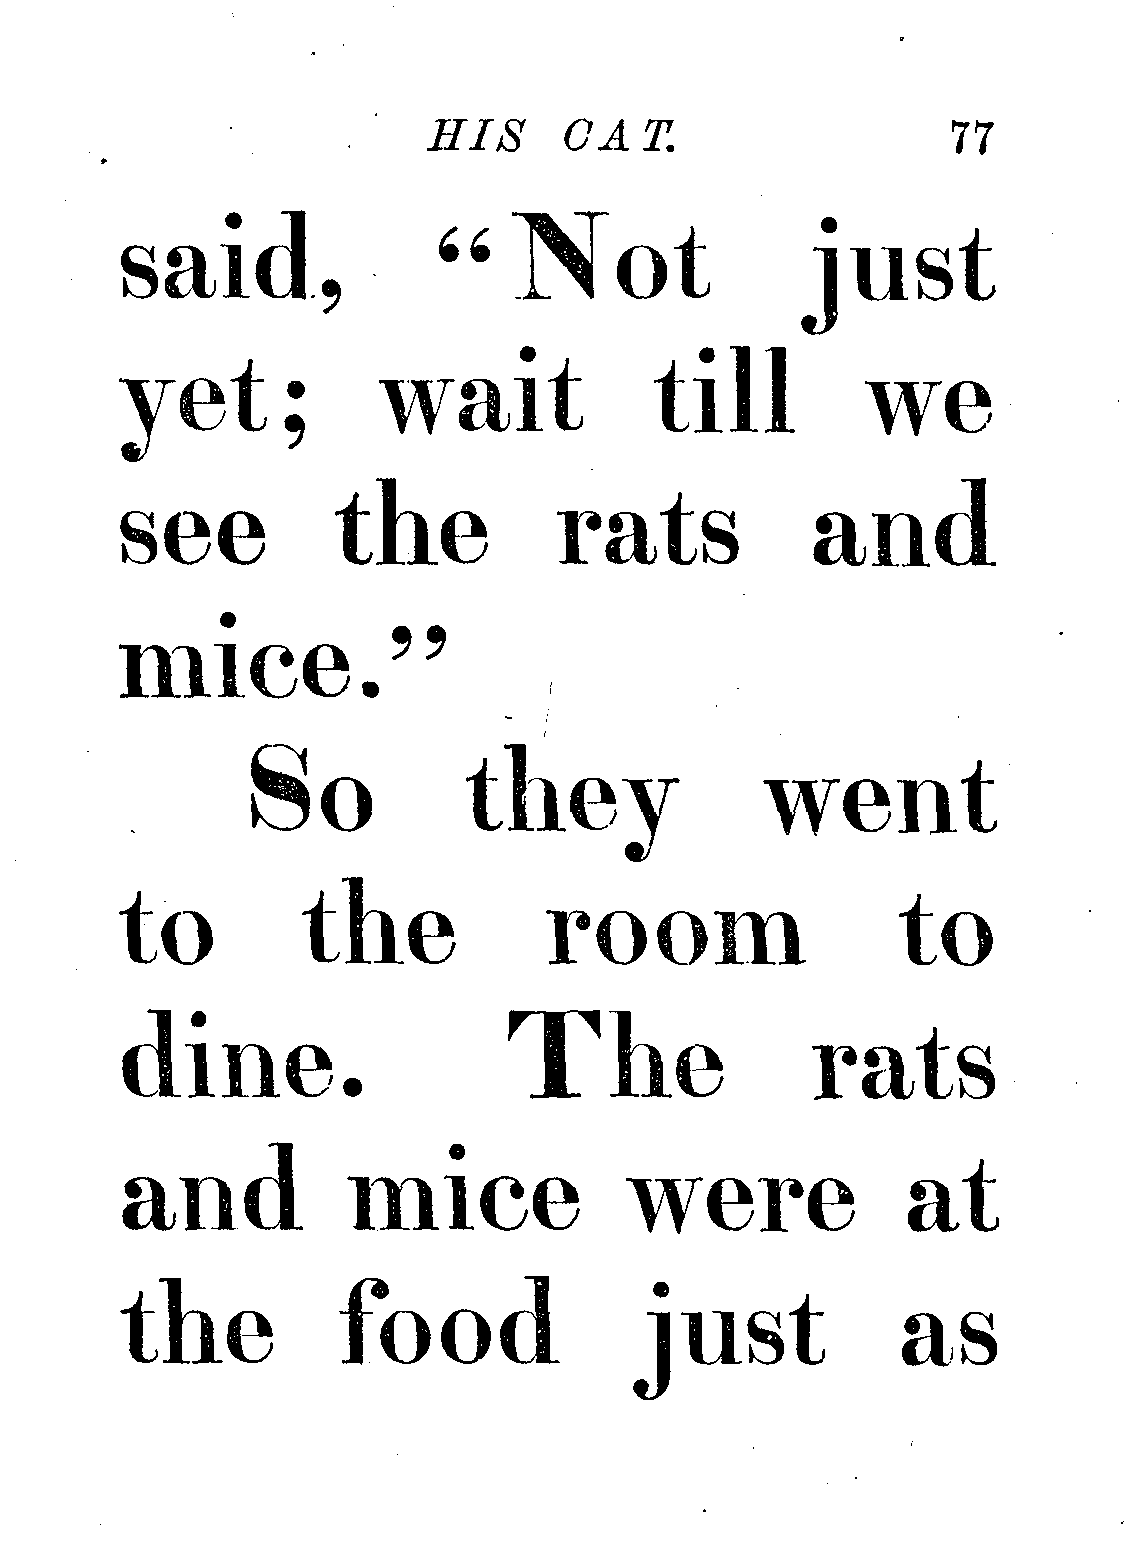 HIS CAT. 77
said, “Not just
yet; wait till we
see the rats and
mice.”
So they went
to the room to
dine. The rats
and mice were at
the food just as